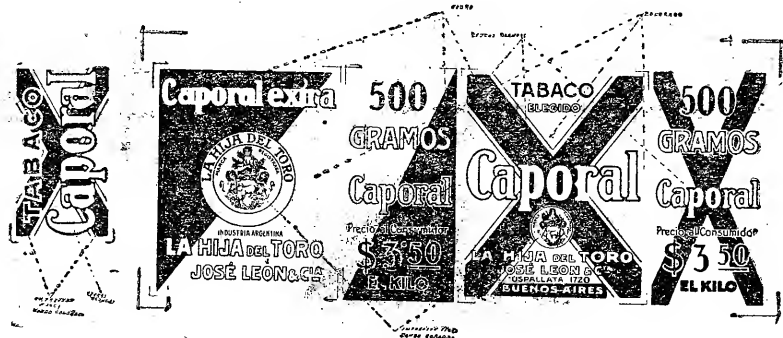 NEGRO
COLORADO
TABACO
Caporal
Caporal extra
LA HIJA DEL TORO
INDUSTRIA ARGENTINA
LA HIJA DEL TORO
JOSÉ LEON & CIA
500
GRAMOS
Caporal
Precio al Consumidor
$ 3 50
EL KILO
TABACO
ELEGIDO
Caporal
LA HIJA DEL TORO
JOSÉ LEON & Cia
USPALLATA 1720
BUENOS-AIRES
500
GRAMOS
Caporal
Precio al Consumidor
$ 3 50
EL KILO